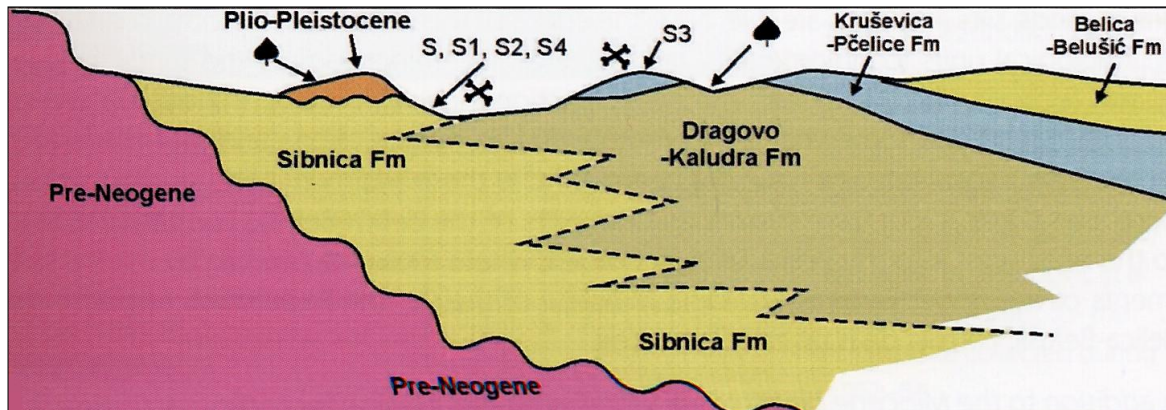 Plio-Pleistocene
S, S1, S2, S4
S3
Kruševica
-Pčelice Fm
Belica
-Belušić Fm
Sibnica Fm
Dragovo
-Kaludra Fm
Pre-Neogene
Sibnica Fm
Pre-Neogene